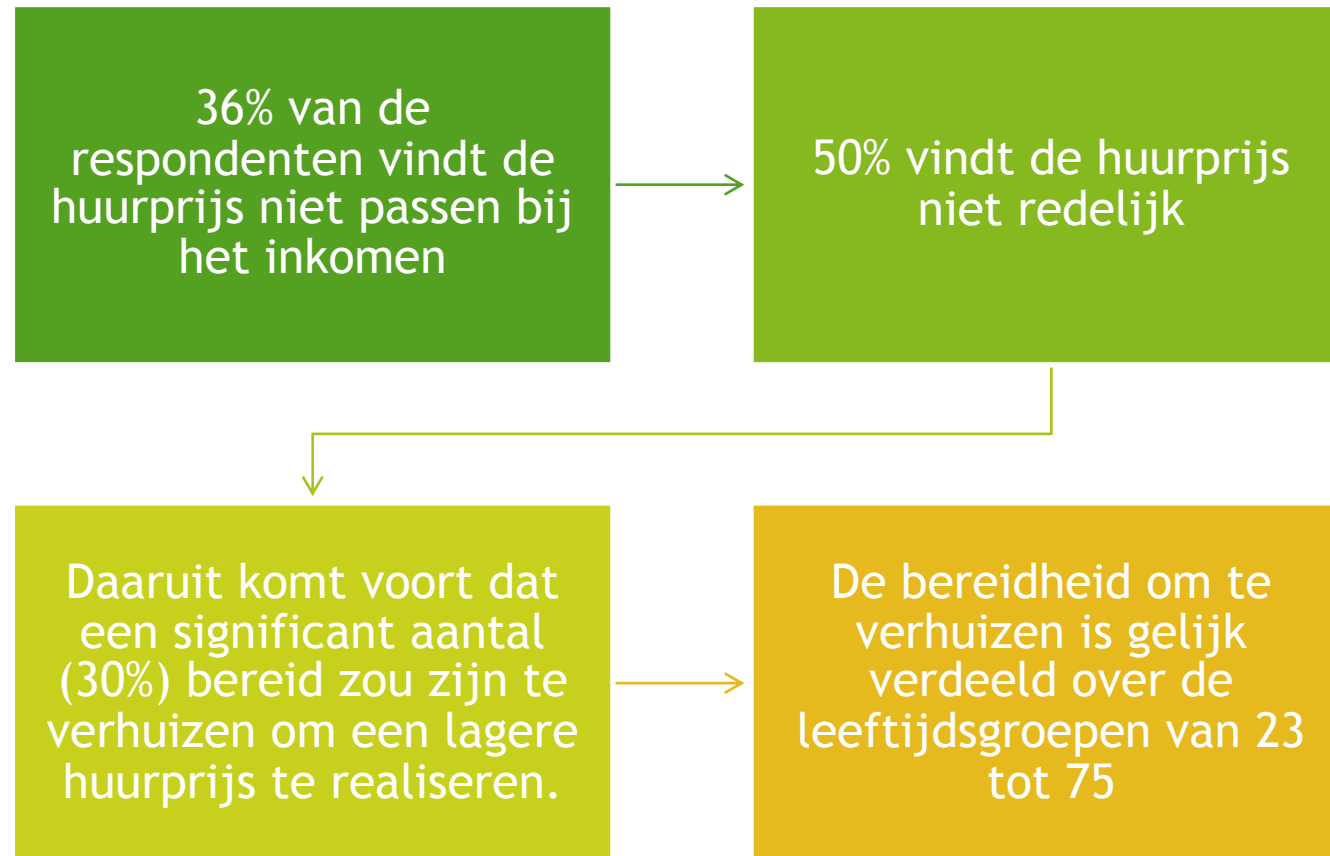 36% van de
respondenten vindt de
huurprijs niet passen bij
het inkomen
50% vindt de huurprijs
niet redelijk
Daaruit komt voort dat
een significant aantal
(30%) bereid zou zijn te
verhuizen om een lagere
huurprijs te realiseren.
De bereidheid om te
verhuizen is gelijk
verdeeld over de
leeftijdsgroepen van 23
tot 75